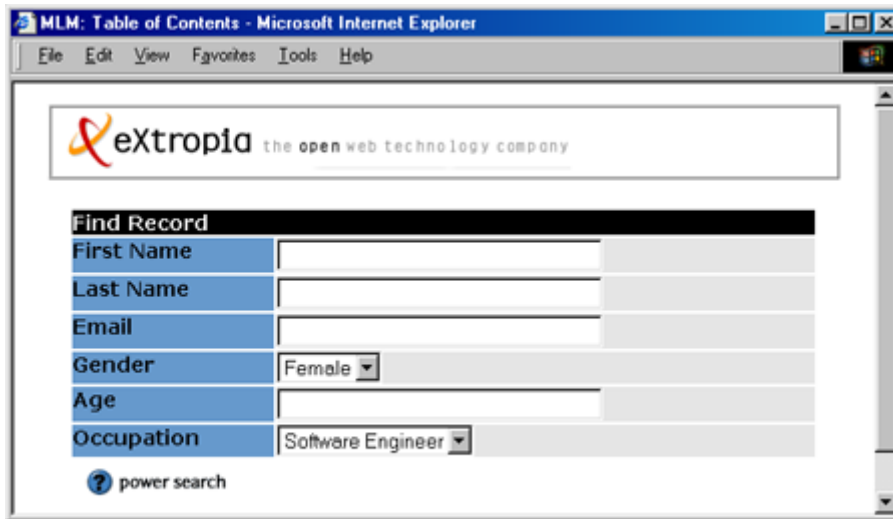 MLM: Table of Contents - Microsoft Internet Explorer
File Edit View Favorites Tools Help
eXtropia the open web technology company
Find Record
First Name
Last Name
Email
Gender Female
Age
Occupation Software Engineer
? power search